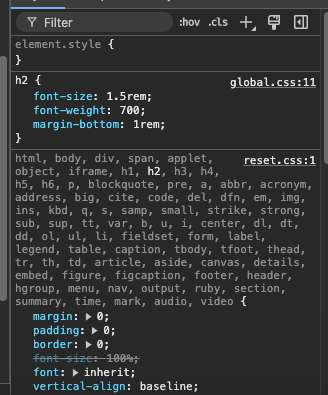 Filter :hov .cls
element.style {
}
h2 { global.css:11
font-size: 1.5rem;
font-weight: 700;
margin-bottom: 1rem;
}
html, body, div, span, applet, reset.css:1
object, iframe, h1, h2, h3, h4,
h5, h6, p, blockquote, pre, a, abbr, acronym,
address, big, cite, code, del, dfn, em, img,
ins, kbd, q, s, samp, small, strike, strong,
sub, sup, tt, var, b, u, i, center, dl, dt,
dd, ol, ul, li, fieldset, form, label,
legend, table, caption, tbody, tfoot, thead,
tr, th, td, article, aside, canvas, details,
embed, figure, figcaption, footer, header,
hgroup, menu, nav, output, ruby, section,
summary, time, mark, audio, video {
margin: 0;
padding: 0;
border: 0;
font-size: 100%;
font: inherit;
vertical-align: baseline;